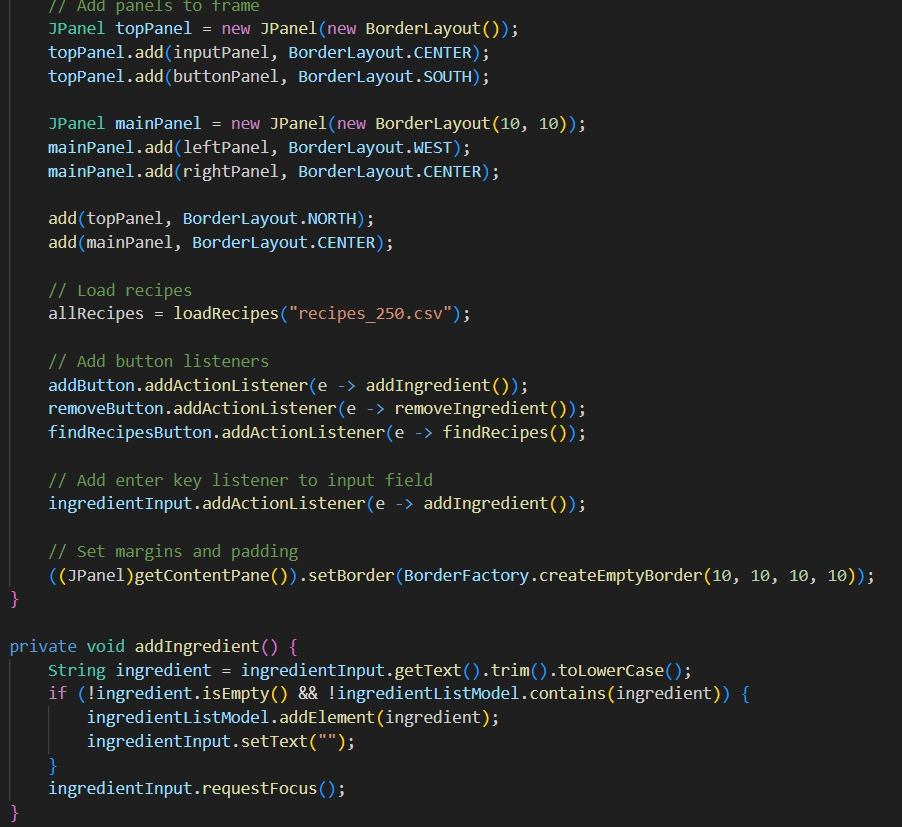 // Add panels to frame
JPanel topPanel = new JPanel(new BorderLayout());
topPanel.add(inputPanel, BorderLayout.CENTER);
topPanel.add(buttonPanel, BorderLayout.SOUTH);

JPanel mainPanel = new JPanel(new BorderLayout(10, 10));
mainPanel.add(leftPanel, BorderLayout.WEST);
mainPanel.add(rightPanel, BorderLayout.CENTER);

add(topPanel, BorderLayout.NORTH);
add(mainPanel, BorderLayout.CENTER);

// Load recipes
allRecipes = loadRecipes("recipes_250.csv");

// Add button listeners
addButton.addActionListener(e -> addIngredient());
removeButton.addActionListener(e -> removeIngredient());
findRecipesButton.addActionListener(e -> findRecipes());

// Add enter key listener to input field
ingredientInput.addActionListener(e -> addIngredient());

// Set margins and padding
((JPanel)getContentPane()).setBorder(BorderFactory.createEmptyBorder(10, 10, 10, 10));
}

private void addIngredient() {
String ingredient = ingredientInput.getText().trim().toLowerCase();
if (!ingredient.isEmpty() && !ingredientListModel.contains(ingredient)) {
ingredientListModel.addElement(ingredient);
ingredientInput.setText("");
}
ingredientInput.requestFocus();
}